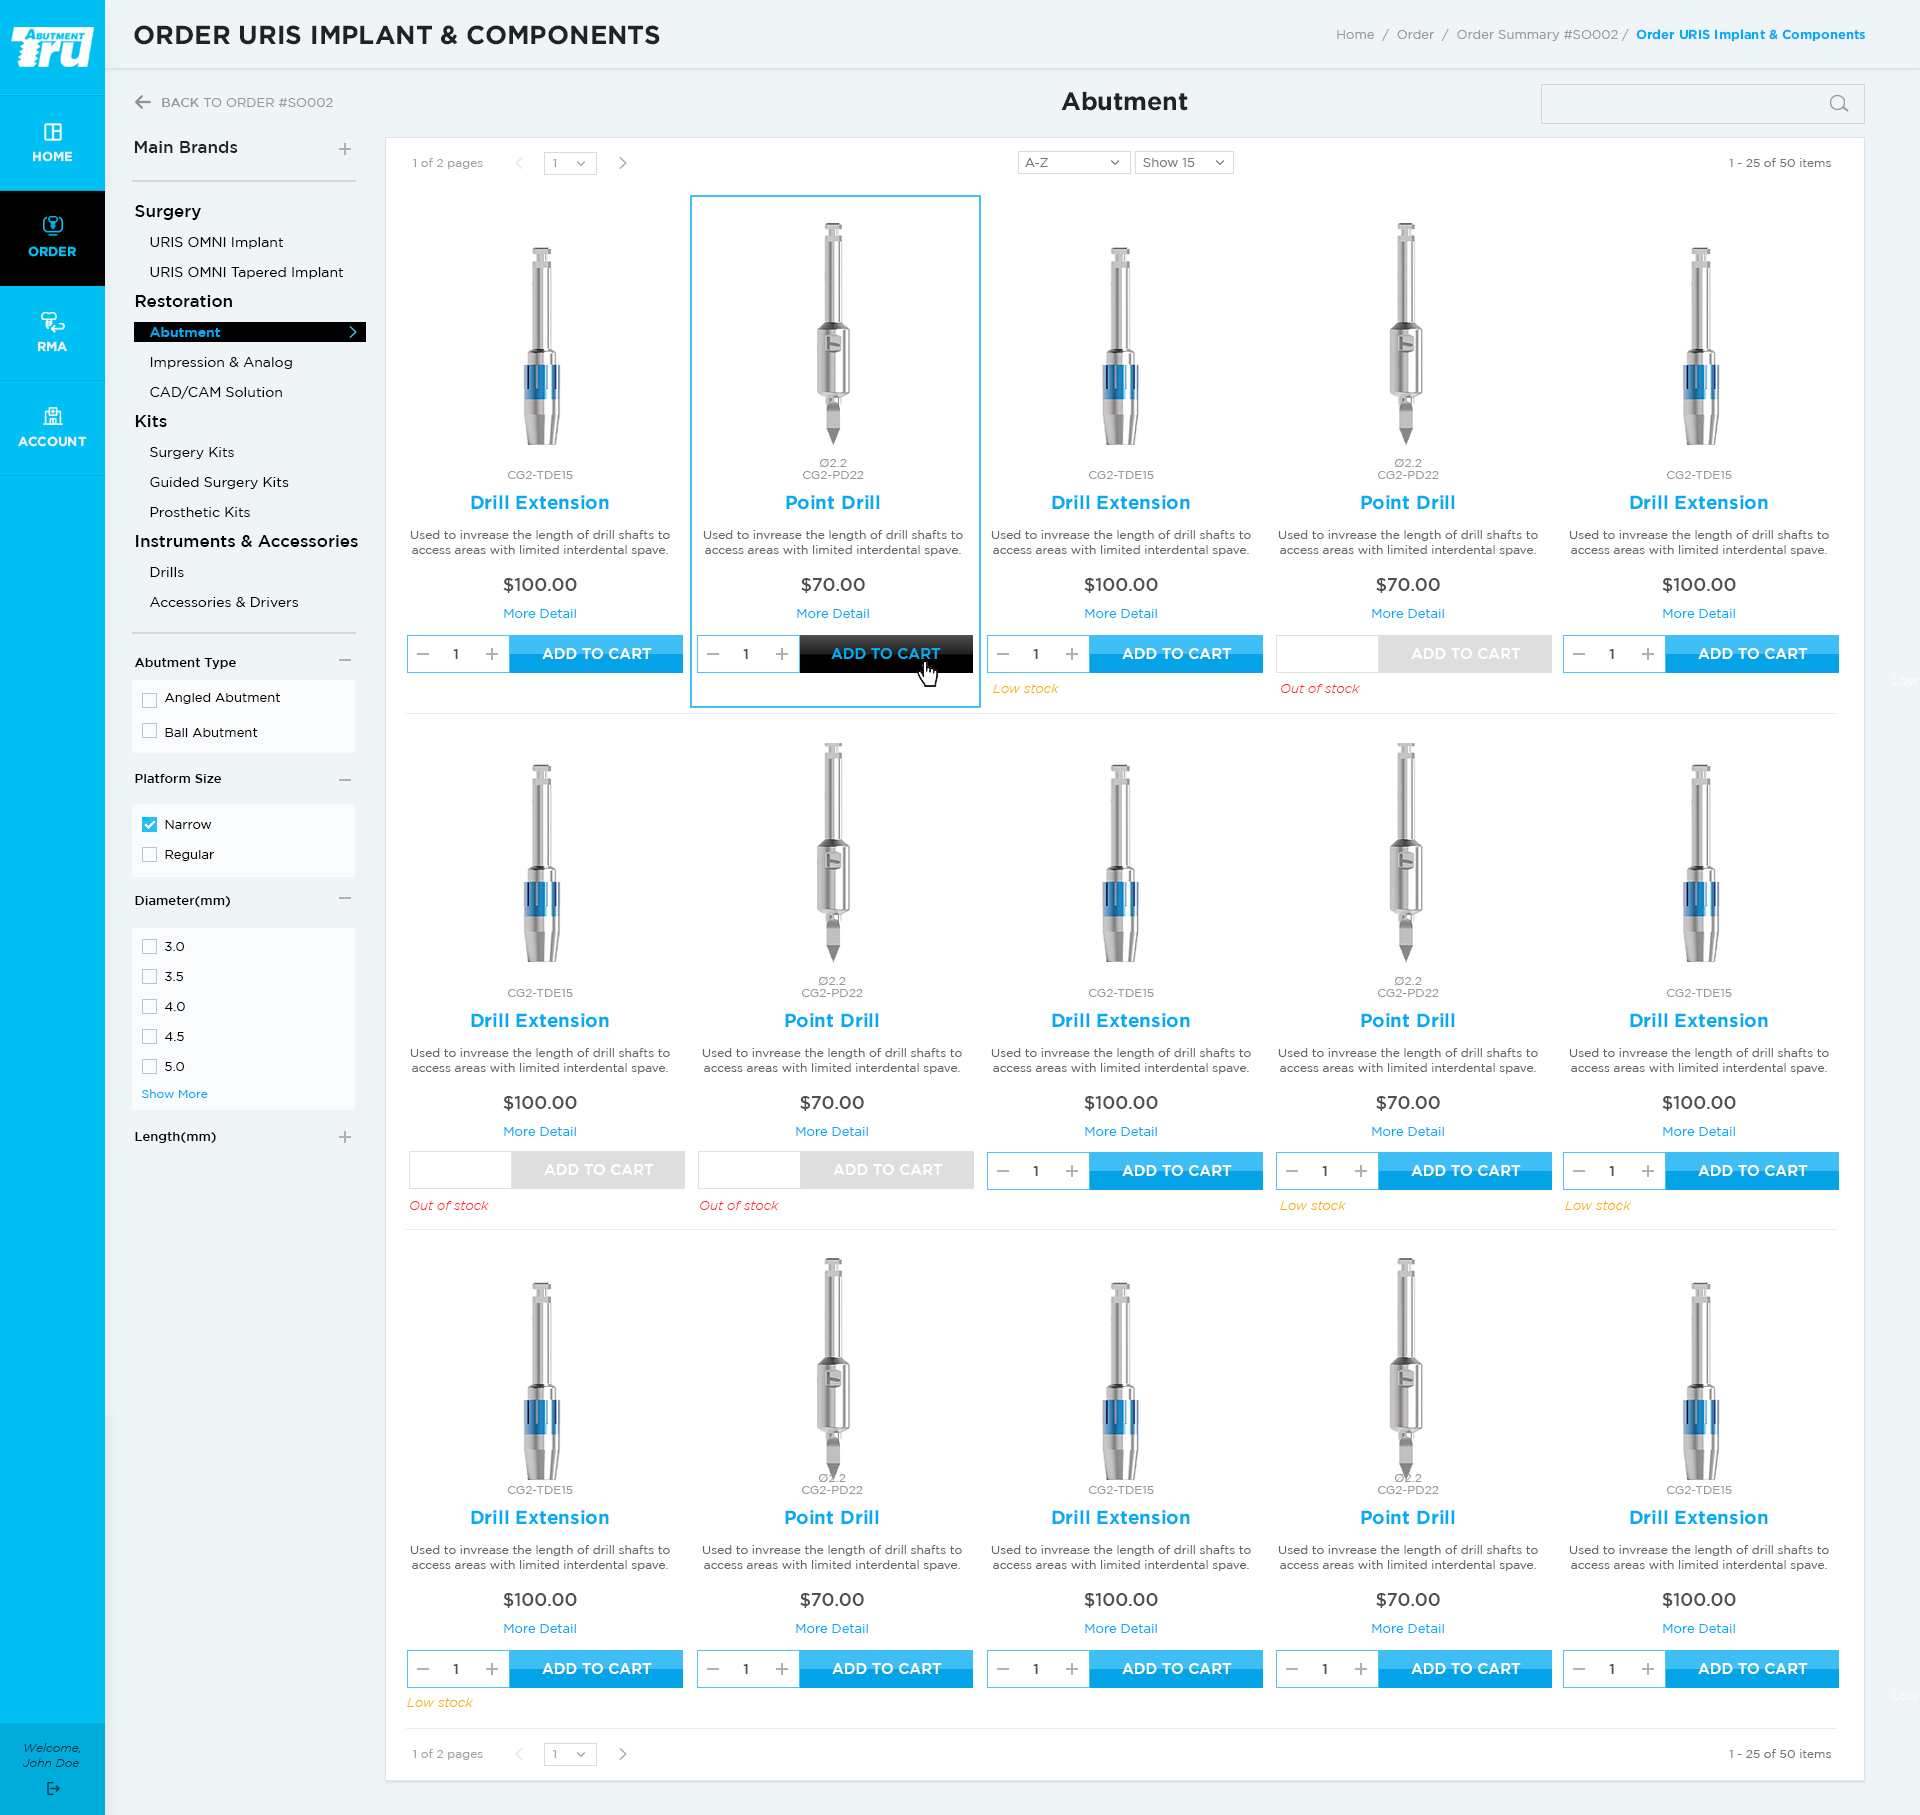 ABUTMENT
Tru
HOME
ORDER
RMA
ACCOUNT
Welcome,
John Doe
ORDER URIS IMPLANT & COMPONENTS
Home / Order / Order Summary #SO002 / Order URIS Implant & Components
BACK TO ORDER #SO002
Abutment
Main Brands
Surgery
URIS OMNI Implant
URIS OMNI Tapered Implant
Restoration
Abutment
Impression & Analog
CAD/CAM Solution
Kits
Surgery Kits
Guided Surgery Kits
Prosthetic Kits
Instruments & Accessories
Drills
Accessories & Drivers
Abutment Type
Angled Abutment
Ball Abutment
Platform Size
Narrow
Regular
Diameter(mm)
3.0
3.5
4.0
4.5
5.0
Show More
Length(mm)
1 of 2 pages 1
A-Z Show 15
1 - 25 of 50 items
CG2-TDE15
Drill Extension
Used to invrease the length of drill shafts to
access areas with limited interdental spave.
$100.00
More Detail
1 ADD TO CART
Ø2.2
CG2-PD22
Point Drill
Used to invrease the length of drill shafts to
access areas with limited interdental spave.
$70.00
More Detail
1 ADD TO CART
CG2-TDE15
Drill Extension
Used to invrease the length of drill shafts to
access areas with limited interdental spave.
$100.00
More Detail
1 ADD TO CART
Low stock
Ø2.2
CG2-PD22
Point Drill
Used to invrease the length of drill shafts to
access areas with limited interdental spave.
$70.00
More Detail
ADD TO CART
Out of stock
CG2-TDE15
Drill Extension
Used to invrease the length of drill shafts to
access areas with limited interdental spave.
$100.00
More Detail
1 ADD TO CART
Low
CG2-TDE15
Drill Extension
Used to invrease the length of drill shafts to
access areas with limited interdental spave.
$100.00
More Detail
ADD TO CART
Out of stock
Ø2.2
CG2-PD22
Point Drill
Used to invrease the length of drill shafts to
access areas with limited interdental spave.
$70.00
More Detail
ADD TO CART
Out of stock
CG2-TDE15
Drill Extension
Used to invrease the length of drill shafts to
access areas with limited interdental spave.
$100.00
More Detail
1 ADD TO CART
Ø2.2
CG2-PD22
Point Drill
Used to invrease the length of drill shafts to
access areas with limited interdental spave.
$70.00
More Detail
1 ADD TO CART
Low stock
CG2-TDE15
Drill Extension
Used to invrease the length of drill shafts to
access areas with limited interdental spave.
$100.00
More Detail
1 ADD TO CART
Low stock
CG2-TDE15
Drill Extension
Used to invrease the length of drill shafts to
access areas with limited interdental spave.
$100.00
More Detail
1 ADD TO CART
Low stock
Ø2.2
CG2-PD22
Point Drill
Used to invrease the length of drill shafts to
access areas with limited interdental spave.
$70.00
More Detail
1 ADD TO CART
CG2-TDE15
Drill Extension
Used to invrease the length of drill shafts to
access areas with limited interdental spave.
$100.00
More Detail
1 ADD TO CART
Ø2.2
CG2-PD22
Point Drill
Used to invrease the length of drill shafts to
access areas with limited interdental spave.
$70.00
More Detail
1 ADD TO CART
CG2-TDE15
Drill Extension
Used to invrease the length of drill shafts to
access areas with limited interdental spave.
$100.00
More Detail
1 ADD TO CART
Low
1 of 2 pages 1
1 - 25 of 50 items